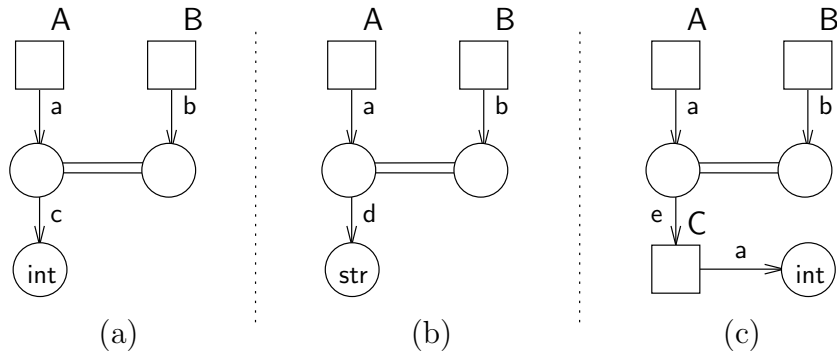 A B A B A B
a b a b a b
c d e C
a
int str int
(a) (b) (c)